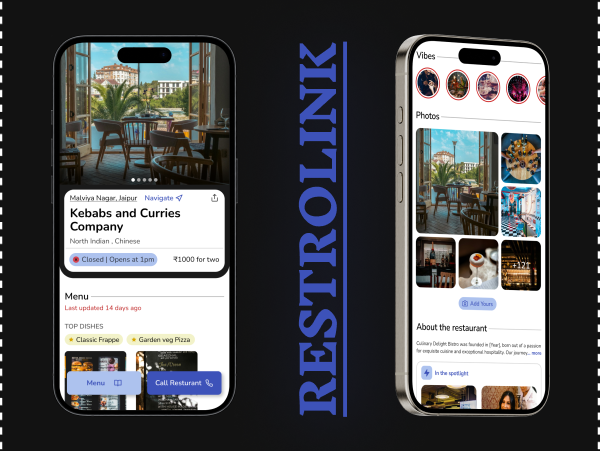 Malviya Nagar, Jaipur Navigate
Kebabs and Curries
Company
North Indian , Chinese
Closed | Opens at 1pm ₹1000 for two
Menu
Last updated 14 days ago
TOP DISHES
Classic Frappe Garden veg Pizza
Menu Call Resturant
RESTROLINK
Vibes
Photos
+121
Add Yours
About the restaurant
Culinary Delight Bistro was founded in [Year], born out of a passion
for exquisite cuisine and exceptional hospitality. Our journey... more
In the spotlight